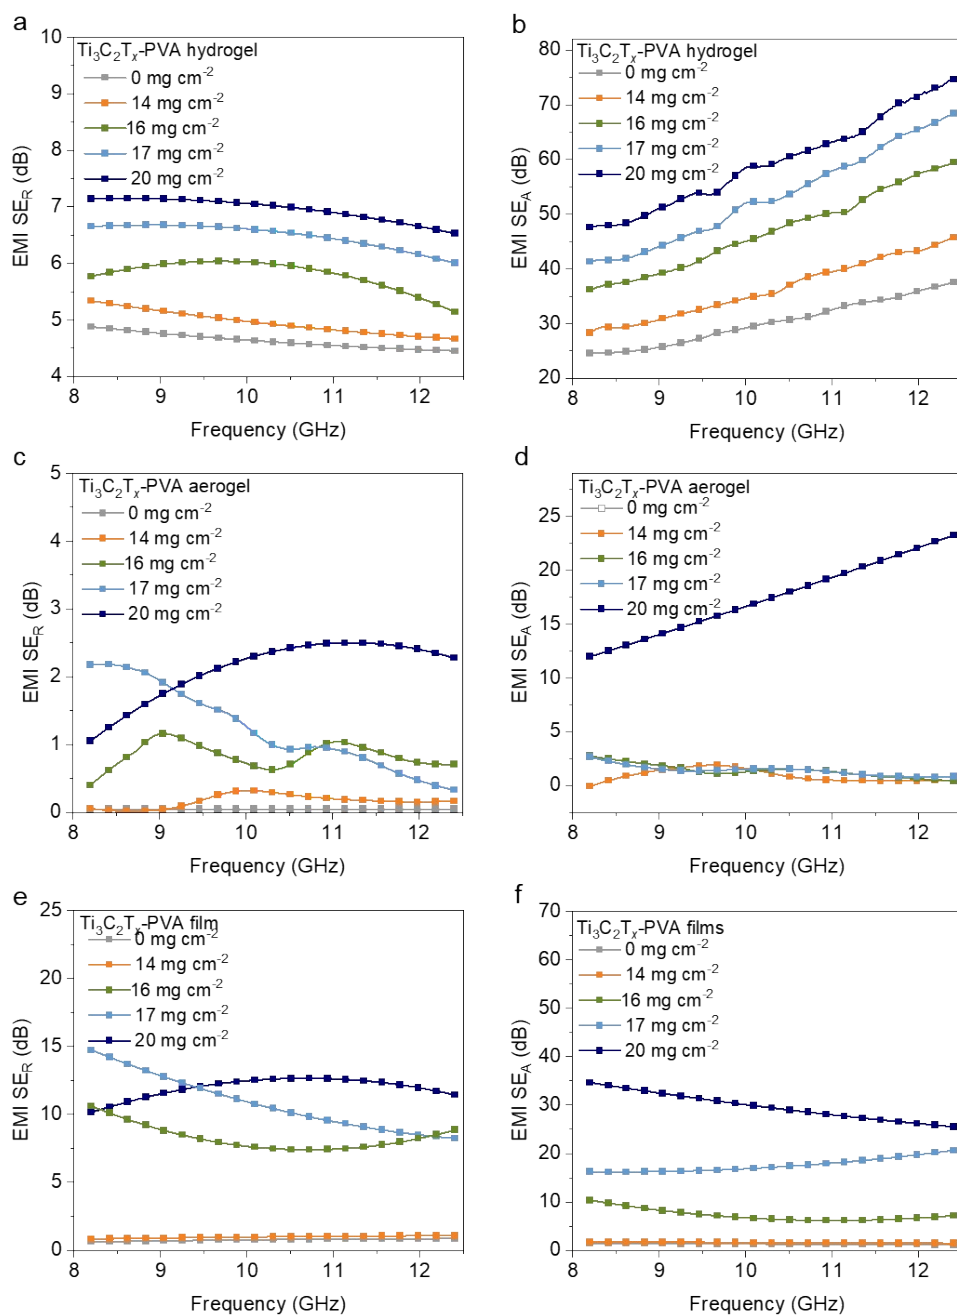 a
Ti₃C₂Tₓ-PVA hydrogel
0 mg cm⁻²
14 mg cm⁻²
16 mg cm⁻²
17 mg cm⁻²
20 mg cm⁻²
10
9
8
7
6
5
4
EMI SE_R (dB)
8 9 10 11 12
Frequency (GHz)
b
Ti₃C₂Tₓ-PVA hydrogel
0 mg cm⁻²
14 mg cm⁻²
16 mg cm⁻²
17 mg cm⁻²
20 mg cm⁻²
80
70
60
50
40
30
20
EMI SE_A (dB)
8 9 10 11 12
Frequency (GHz)
c
Ti₃C₂Tₓ-PVA aerogel
0 mg cm⁻²
14 mg cm⁻²
16 mg cm⁻²
17 mg cm⁻²
20 mg cm⁻²
5
4
3
2
1
0
EMI SE_R (dB)
8 9 10 11 12
Frequency (GHz)
d
Ti₃C₂Tₓ-PVA aerogel
0 mg cm⁻²
14 mg cm⁻²
16 mg cm⁻²
17 mg cm⁻²
20 mg cm⁻²
25
20
15
10
5
0
EMI SE_A (dB)
8 9 10 11 12
Frequency (GHz)
e
Ti₃C₂Tₓ-PVA film
0 mg cm⁻²
14 mg cm⁻²
16 mg cm⁻²
17 mg cm⁻²
20 mg cm⁻²
25
20
15
10
5
0
EMI SE_R (dB)
8 9 10 11 12
Frequency (GHz)
f
Ti₃C₂Tₓ-PVA films
0 mg cm⁻²
14 mg cm⁻²
16 mg cm⁻²
17 mg cm⁻²
20 mg cm⁻²
70
60
50
40
30
20
10
0
EMI SE_A (dB)
8 9 10 11 12
Frequency (GHz)